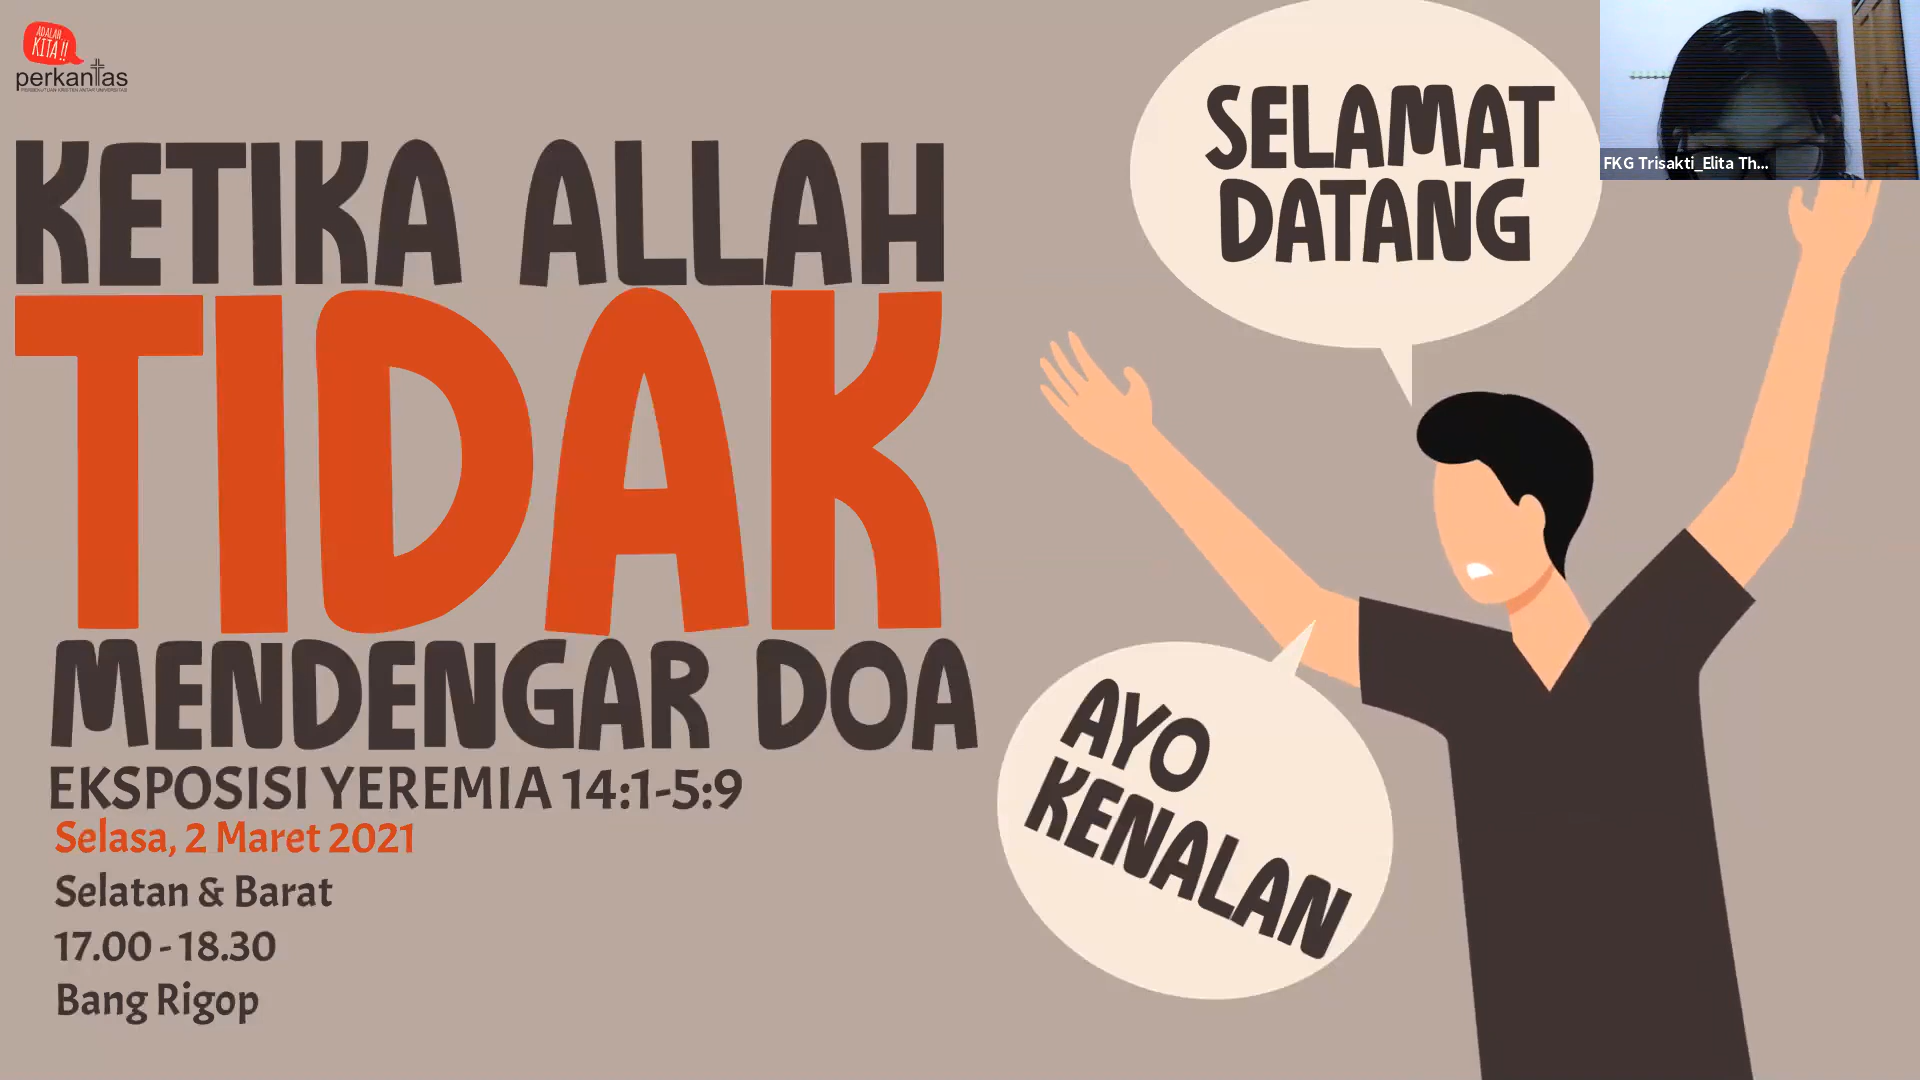 ADALAH
KITA!!
perkantas
KETIKA ALLAH
TIDAK
MENDENGAR DOA
EKSPOSISI YEREMIA 14:1-5:9
Selasa, 2 Maret 2021
Selatan & Barat
17.00 - 18.30
Bang Rigop
SELAMAT
DATANG
AYO
KENALAN
FKG Trisakti_Elita Th...